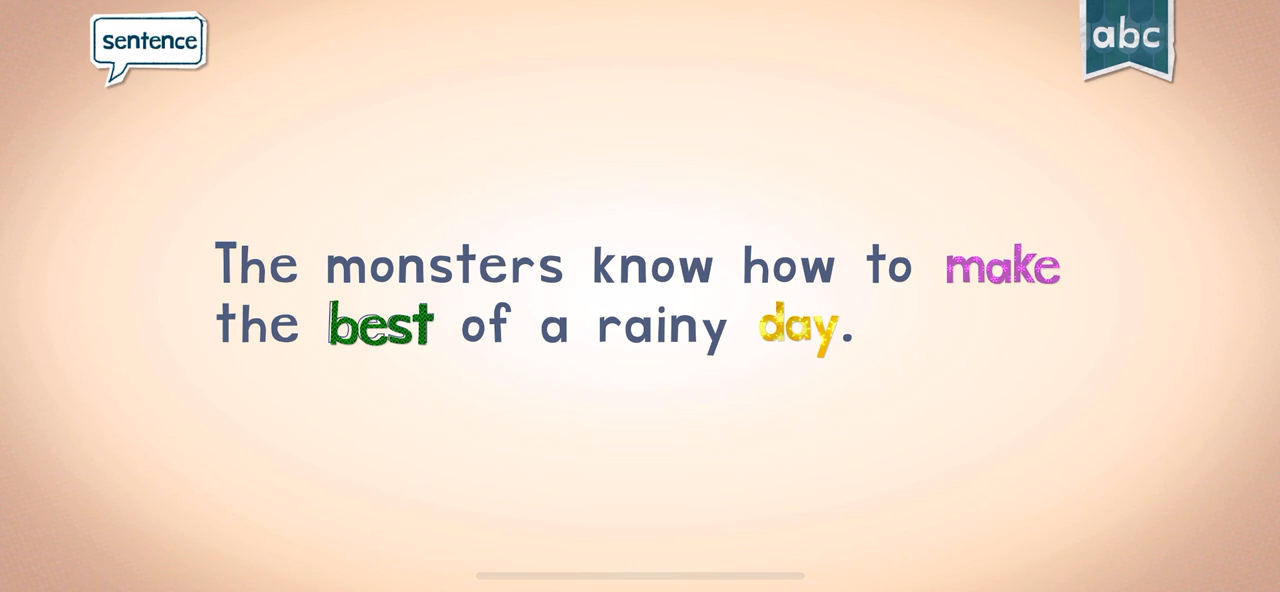 sentence
abc
The monsters know how to make
the best of a rainy day.